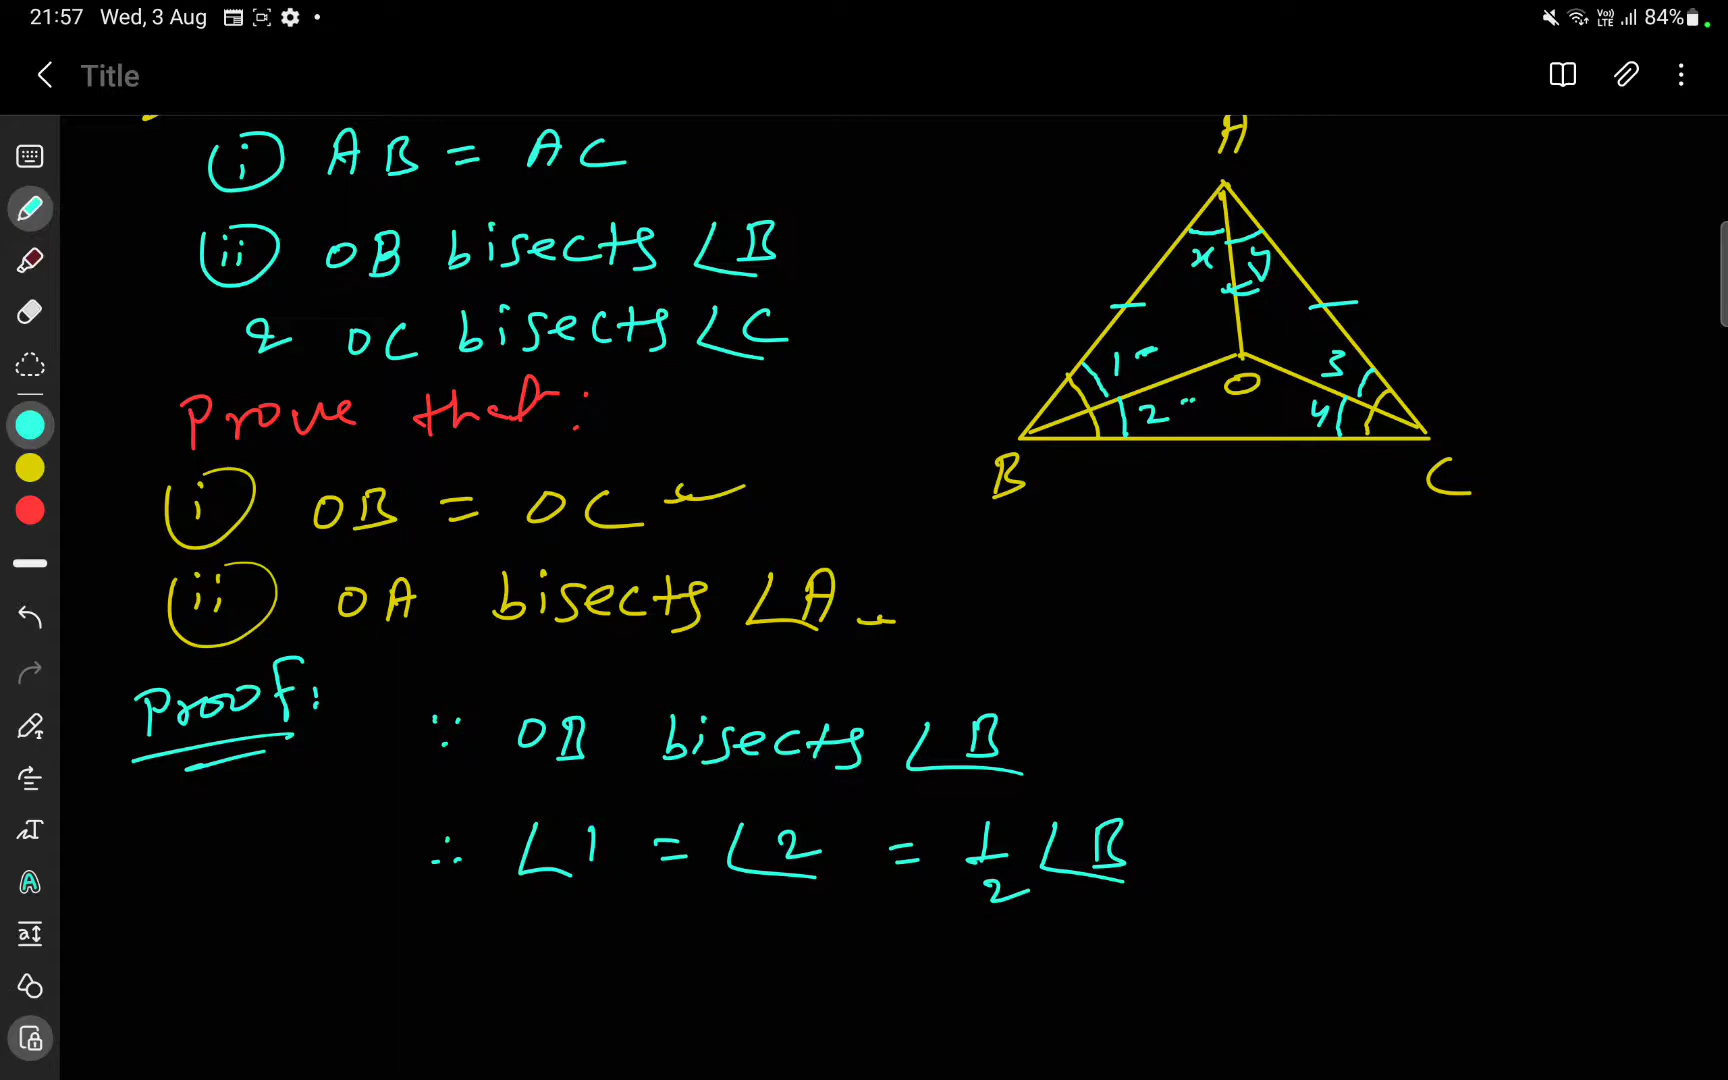 21:57 Wed, 3 Aug
84%
Title
(i) AB = AC
(ii) OB bisects ∠B
& OC bisects ∠C
Prove that:
(i) OB = OC
(ii) OA bisects ∠A
Proof:
∵ OB bisects ∠B
∴ ∠1 = ∠2 = 1/2 ∠B
A
x y
1 3
O
2 4
B C